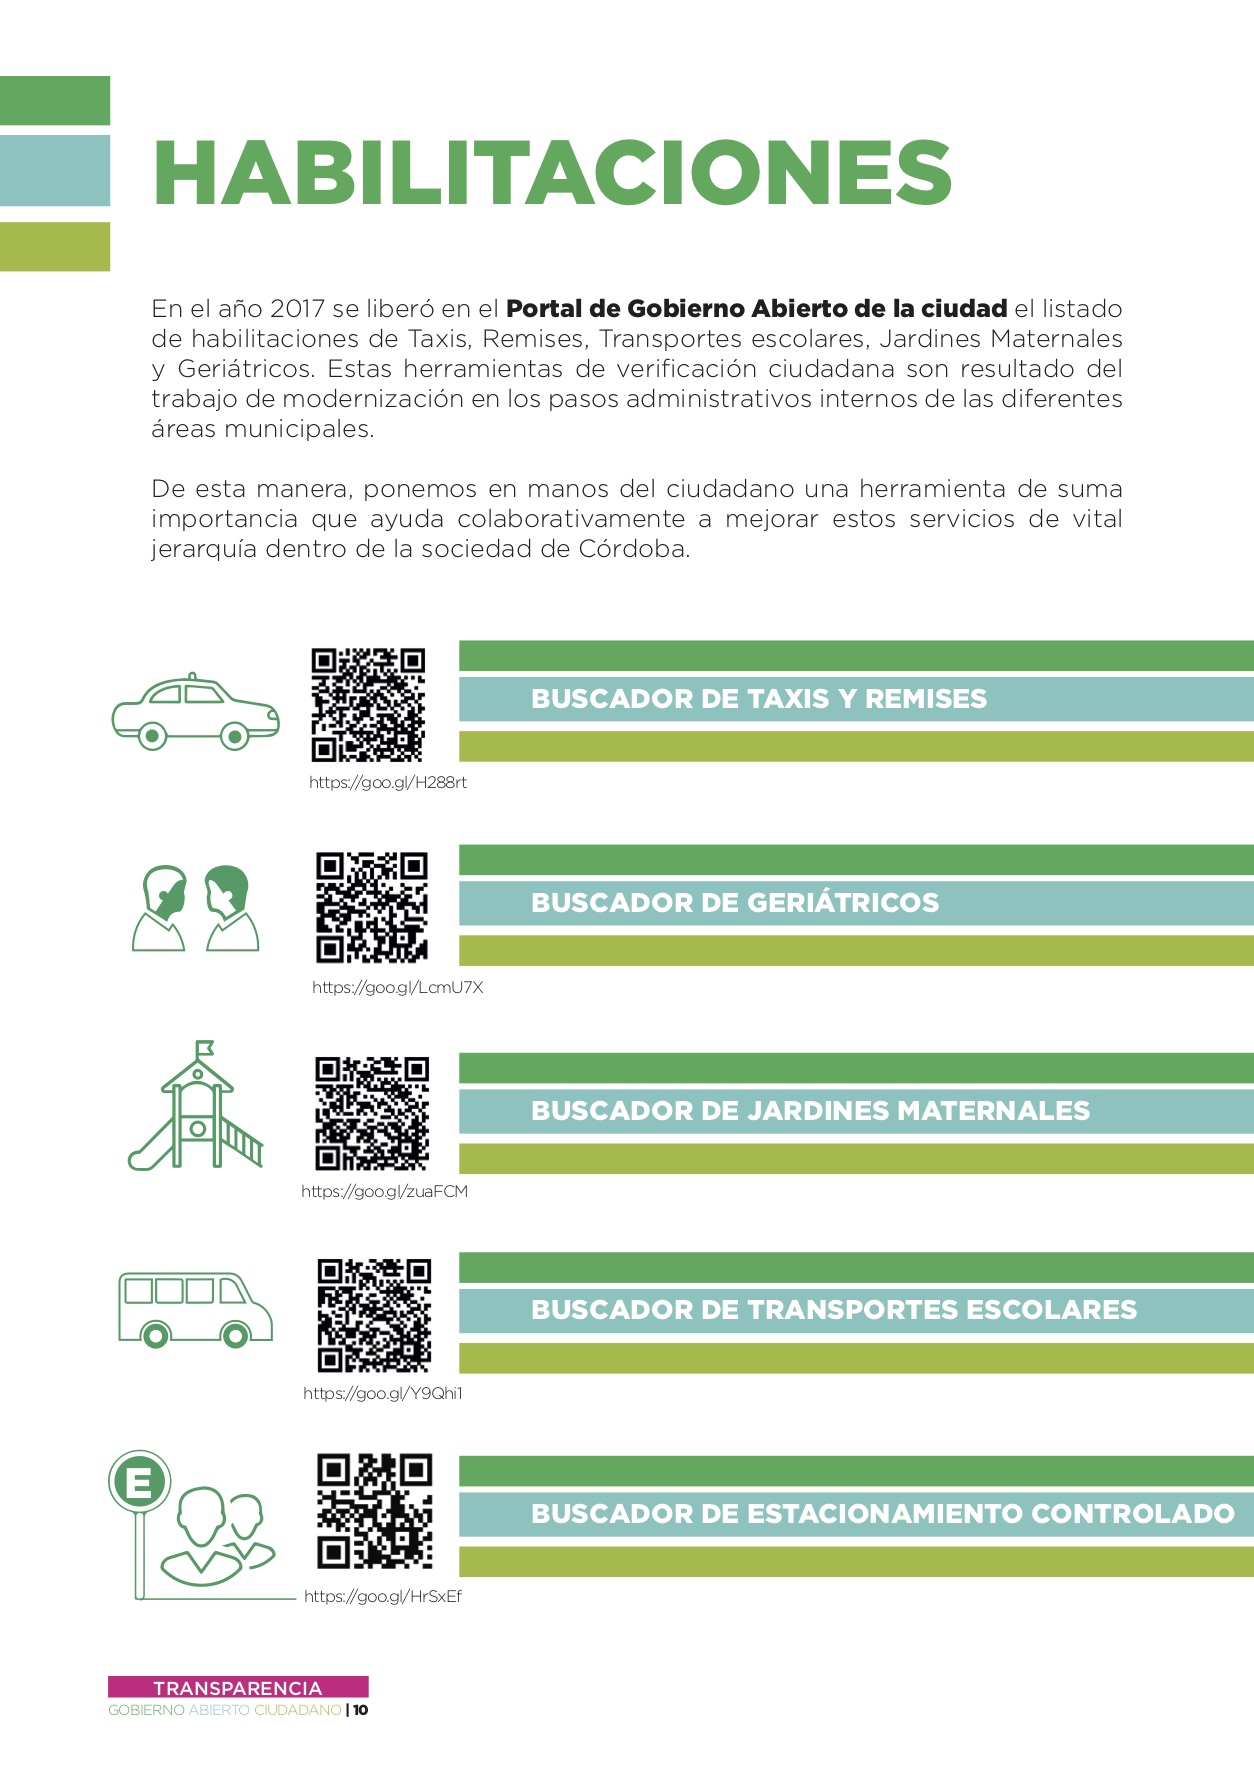 HABILITACIONES
En el año 2017 se liberó en el Portal de Gobierno Abierto de la ciudad el listado
de habilitaciones de Taxis, Remises, Transportes escolares, Jardines Maternales
y Geriátricos. Estas herramientas de verificación ciudadana son resultado del
trabajo de modernización en los pasos administrativos internos de las diferentes
áreas municipales.
De esta manera, ponemos en manos del ciudadano una herramienta de suma
importancia que ayuda colaborativamente a mejorar estos servicios de vital
jerarquía dentro de la sociedad de Córdoba.
BUSCADOR DE TAXIS Y REMISES
https://goo.gl/H288rt
BUSCADOR DE GERIÁTRICOS
https://goo.gl/LcmU7X
BUSCADOR DE JARDINES MATERNALES
https://goo.gl/zuaFCM
BUSCADOR DE TRANSPORTES ESCOLARES
https://goo.gl/Y9Qhi1
E
BUSCADOR DE ESTACIONAMIENTO CONTROLADO
https://goo.gl/HrSxEf
TRANSPARENCIA
GOBIERNO ABIERTO CIUDADANO | 10